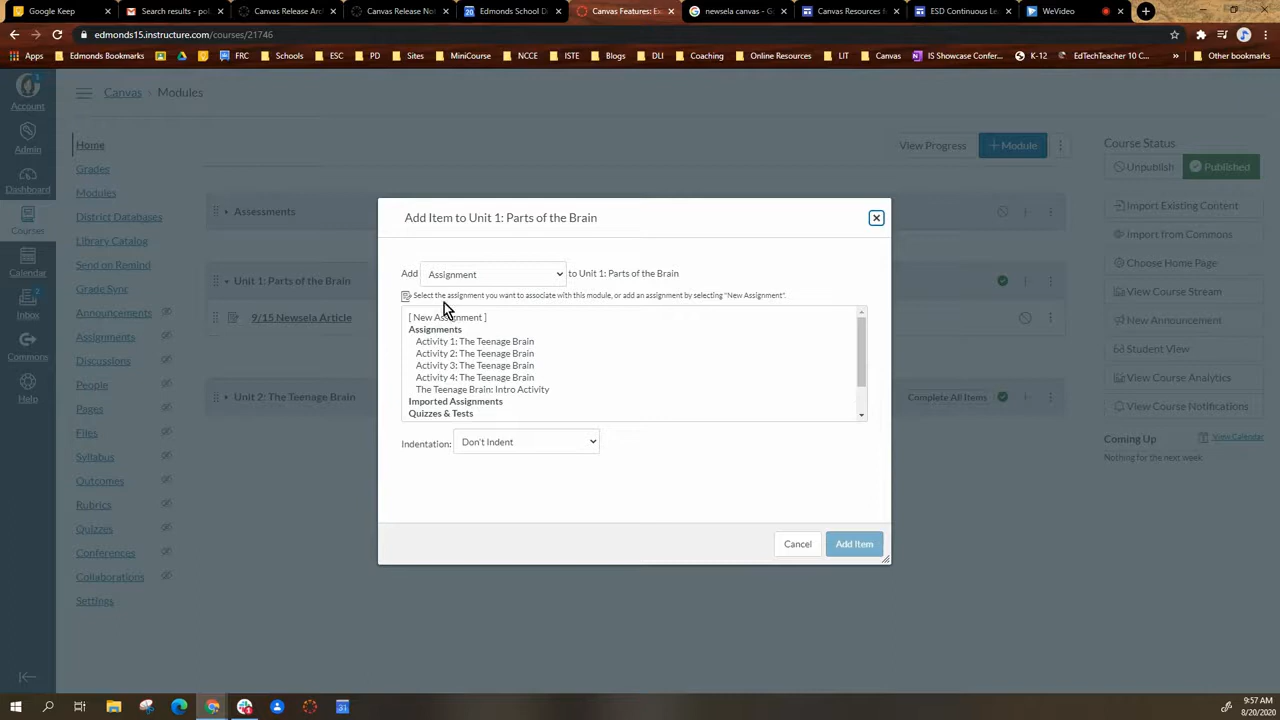 Google Keep
Search results - pol
Canvas Release Arc
Canvas Release Not
Edmonds School D
Canvas Features: Ex
newsela canvas - G
Canvas Resources f
ESD Continuous Le
WeVideo
edmonds15.instructure.com/courses/21746
Apps
Edmonds Bookmarks
FRC
Schools
ESC
PD
Sites
MiniCourse
NCCE
ISTE
Blogs
DLI
Coaching
Online Resources
LIT
Canvas
IS Showcase Confer...
K-12
EdTechTeacher 10 C...
»
Other bookmarks
Account
Admin
Dashboard
Courses
Calendar
2
Inbox
Commons
Help
Canvas > Modules
Home
Grades
Modules
District Databases
Library Catalog
Send on Remind
Grade Sync
Announcements
Assignments
Discussions
People
Pages
Files
Syllabus
Outcomes
Rubrics
Quizzes
Conferences
Collaborations
Settings
View Progress
+ Module
Assessments
Unit 1: Parts of the Brain
9/15 Newsela Article
Unit 2: The Teenage Brain
Complete All Items
Add Item to Unit 1: Parts of the Brain
Add Assignment to Unit 1: Parts of the Brain
Select the assignment you want to associate with this module, or add an assignment by selecting "New Assignment".
[ New Assignment ]
Assignments
Activity 1: The Teenage Brain
Activity 2: The Teenage Brain
Activity 3: The Teenage Brain
Activity 4: The Teenage Brain
The Teenage Brain: Intro Activity
Imported Assignments
Quizzes & Tests
Indentation: Don't Indent
Cancel
Add Item
Course Status
Unpublish
Published
Import Existing Content
Import from Commons
Choose Home Page
View Course Stream
New Announcement
Student View
View Course Analytics
View Course Notifications
Coming Up
View Calendar
Nothing for the next week
9:57 AM
8/20/2020